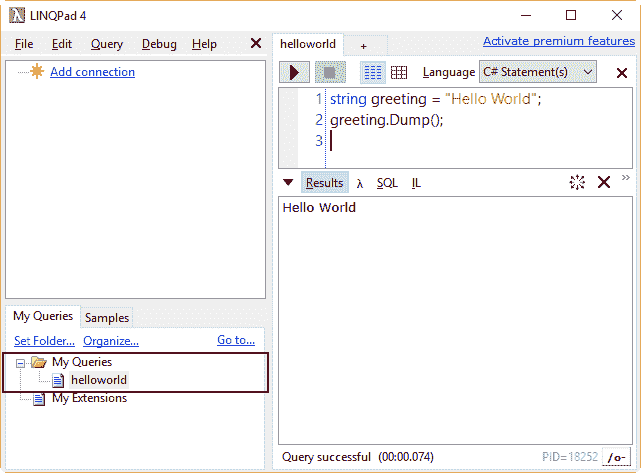 LINQPad 4
File Edit Query Debug Help
Add connection
My Queries Samples
Set Folder... Organize... Go to...
My Queries
helloworld
My Extensions
helloworld +
Activate premium features
Language C# Statement(s)
1 string greeting = "Hello World";
2 greeting.Dump();
3
Results λ SQL IL
Hello World
Query successful (00:00.074) PID=18252 /o-